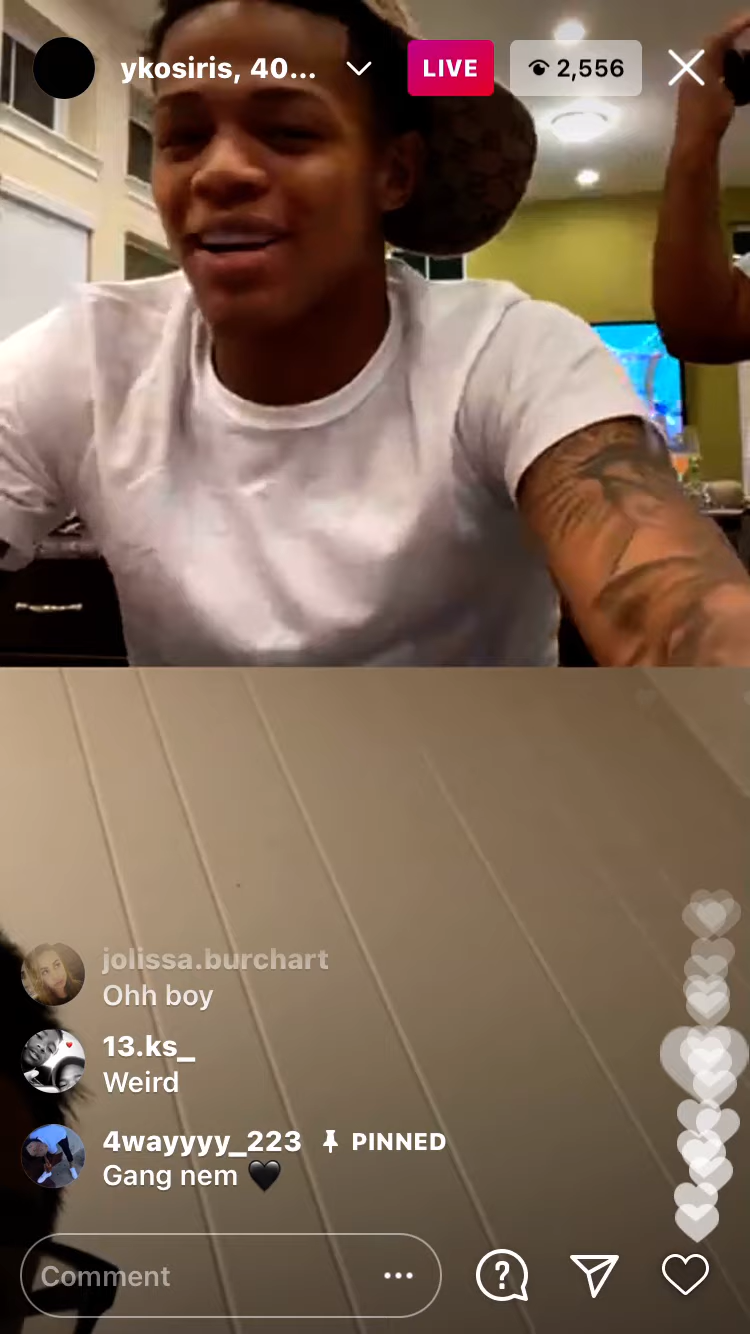 ykosiris, 40...
LIVE
2,556
jolissa.burchart
Ohh boy
13.ks_
Weird
4wayyyy_223 PINNED
Gang nem 🖤
Comment